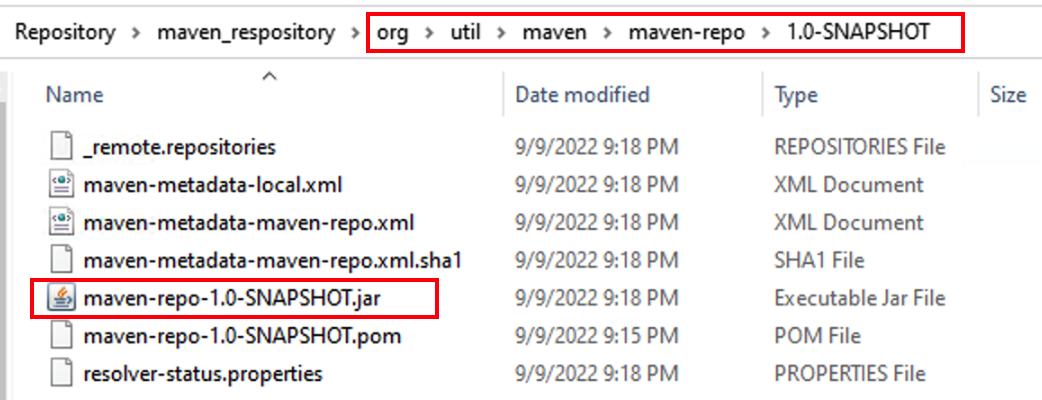 Repository > maven_respository > org > util > maven > maven-repo > 1.0-SNAPSHOT
Name Date modified Type Size
_remote.repositories 9/9/2022 9:18 PM REPOSITORIES File
maven-metadata-local.xml 9/9/2022 9:18 PM XML Document
maven-metadata-maven-repo.xml 9/9/2022 9:18 PM XML Document
maven-metadata-maven-repo.xml.sha1 9/9/2022 9:18 PM SHA1 File
maven-repo-1.0-SNAPSHOT.jar 9/9/2022 9:18 PM Executable Jar File
maven-repo-1.0-SNAPSHOT.pom 9/9/2022 9:15 PM POM File
resolver-status.properties 9/9/2022 9:18 PM PROPERTIES File